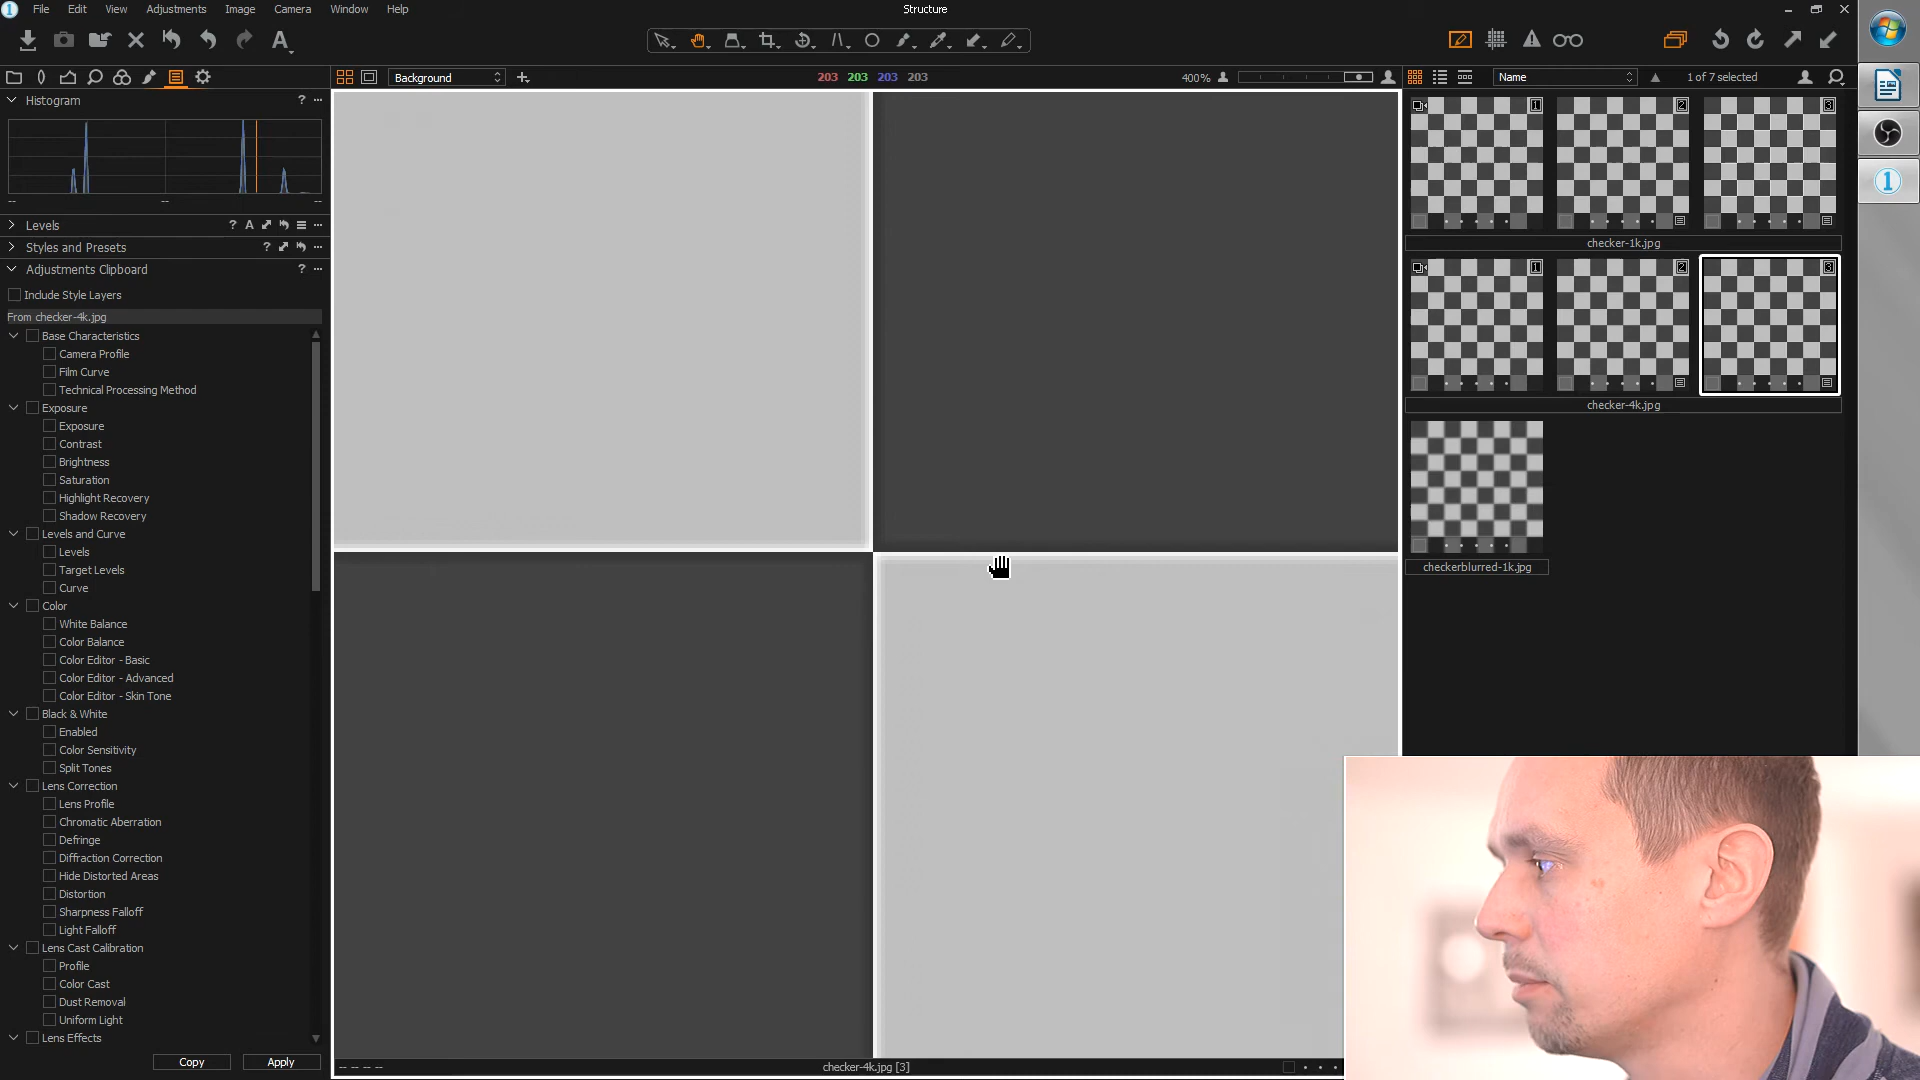 File Edit View Adjustments Image Camera Window Help
Structure
Background
203 203 203 203
400%
Name
1 of 7 selected
Histogram
Levels
Styles and Presets
Adjustments Clipboard
Include Style Layers
From checker-4k.jpg
Base Characteristics
Camera Profile
Film Curve
Technical Processing Method
Exposure
Exposure
Contrast
Brightness
Saturation
Highlight Recovery
Shadow Recovery
Levels and Curve
Levels
Target Levels
Curve
Color
White Balance
Color Balance
Color Editor - Basic
Color Editor - Advanced
Color Editor - Skin Tone
Black & White
Enabled
Color Sensitivity
Split Tones
Lens Correction
Lens Profile
Chromatic Aberration
Defringe
Diffraction Correction
Hide Distorted Areas
Distortion
Sharpness Falloff
Light Falloff
Lens Cast Calibration
Profile
Color Cast
Dust Removal
Uniform Light
Lens Effects
Copy
Apply
checker-4k.jpg [3]
1 2 3
checker-1k.jpg
1 2 3
checker-4k.jpg
checkerblurred-1k.jpg